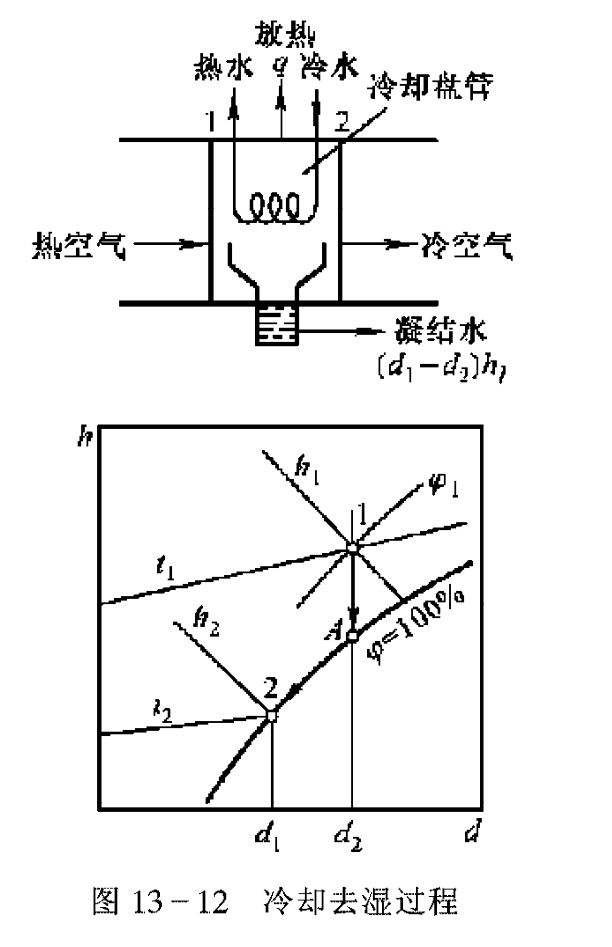 放热
热水 q 冷水
冷却盘管
1 2
热空气
冷空气
凝结水
(d₁−d₂)hₗ
h
h₁
φ₁
1
t₁
A
φ=100%
h₂
2
t₂
d₁ d₂ d
图 13-12 冷却去湿过程